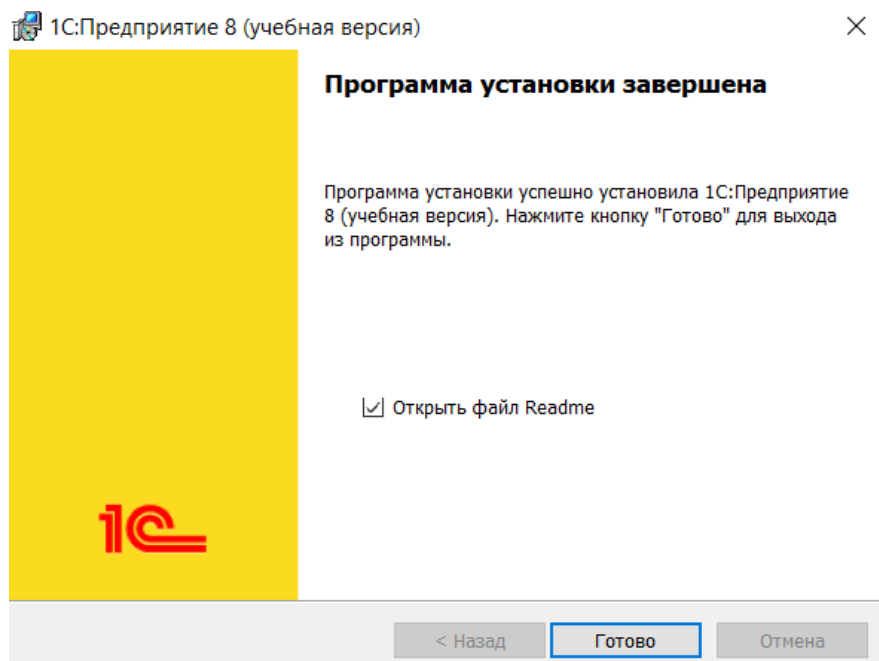 1С:Предприятие 8 (учебная версия)
Программа установки завершена
Программа установки успешно установила 1С:Предприятие
8 (учебная версия). Нажмите кнопку "Готово" для выхода
из программы.
Открыть файл Readme
1С
< Назад
Готово
Отмена